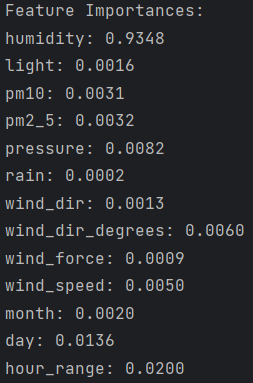 Feature Importances:
humidity: 0.9348
light: 0.0016
pm10: 0.0031
pm2_5: 0.0032
pressure: 0.0082
rain: 0.0002
wind_dir: 0.0013
wind_dir_degrees: 0.0060
wind_force: 0.0009
wind_speed: 0.0050
month: 0.0020
day: 0.0136
hour_range: 0.0200